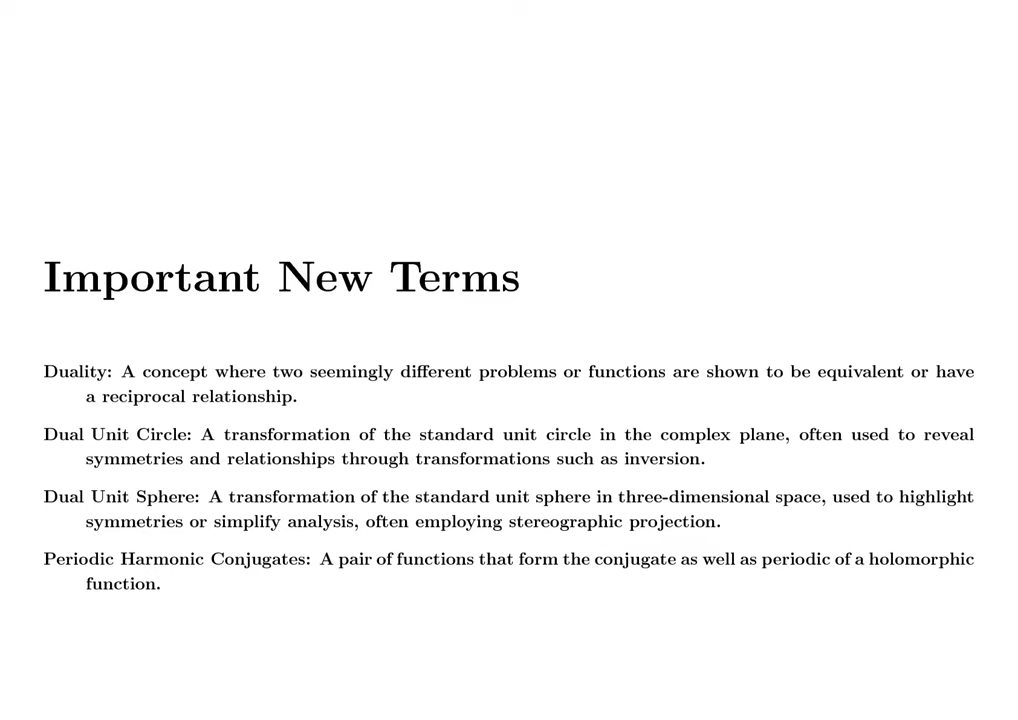 Important New Terms
Duality: A concept where two seemingly different problems or functions are shown to be equivalent or have
a reciprocal relationship.
Dual Unit Circle: A transformation of the standard unit circle in the complex plane, often used to reveal
symmetries and relationships through transformations such as inversion.
Dual Unit Sphere: A transformation of the standard unit sphere in three-dimensional space, used to highlight
symmetries or simplify analysis, often employing stereographic projection.
Periodic Harmonic Conjugates: A pair of functions that form the conjugate as well as periodic of a holomorphic
function.